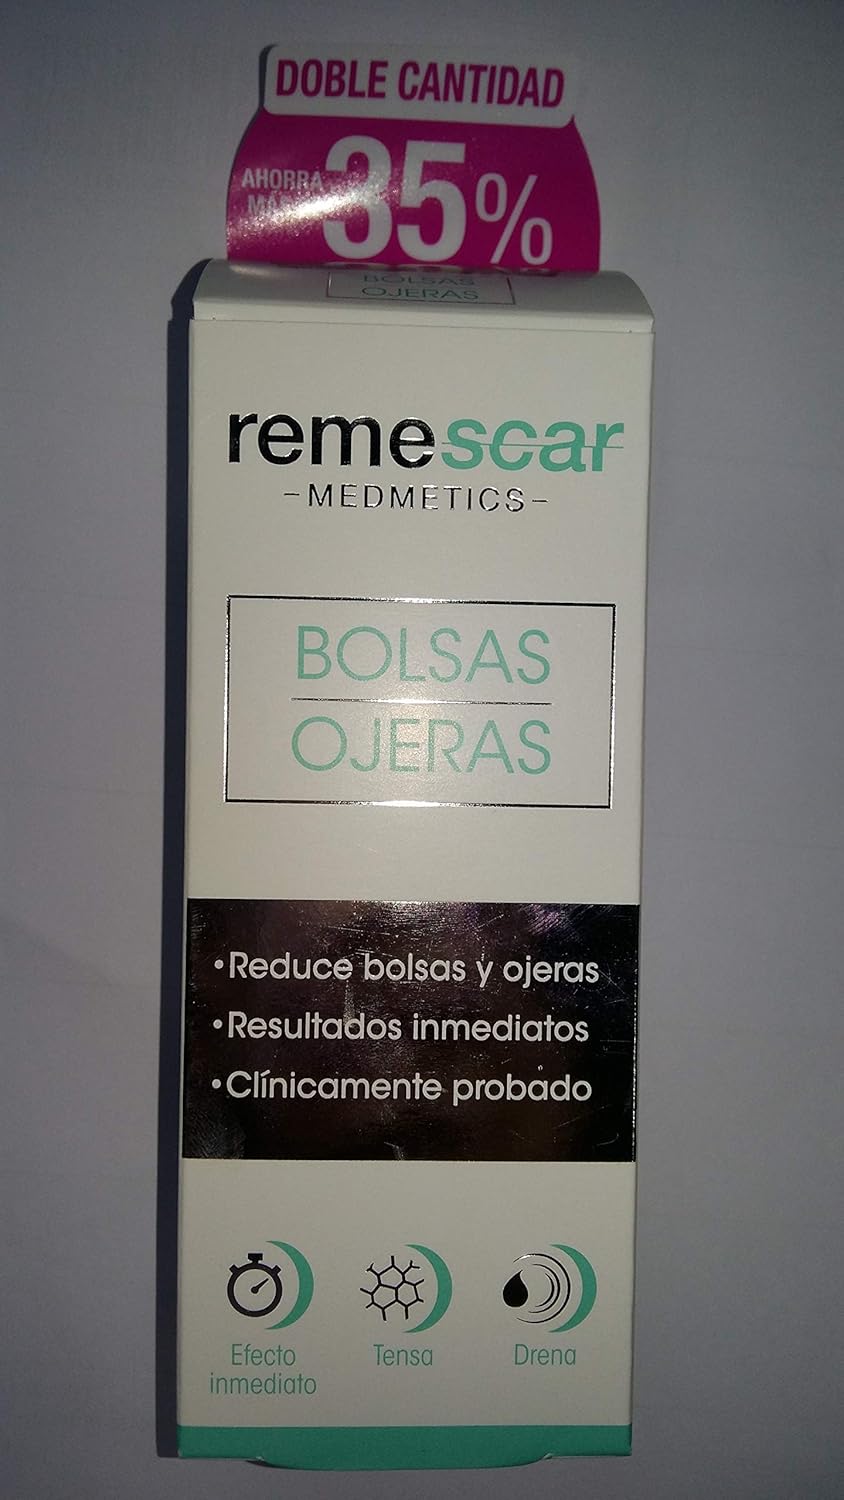 DOBLE CANTIDAD
AHORRA
MÁS
35%
BOLSAS
OJERAS
remescar
-MEDMETICS-
BOLSAS
OJERAS
•Reduce bolsas y ojeras
•Resultados inmediatos
•Clínicamente probado
Efecto
inmediato
Tensa
Drena